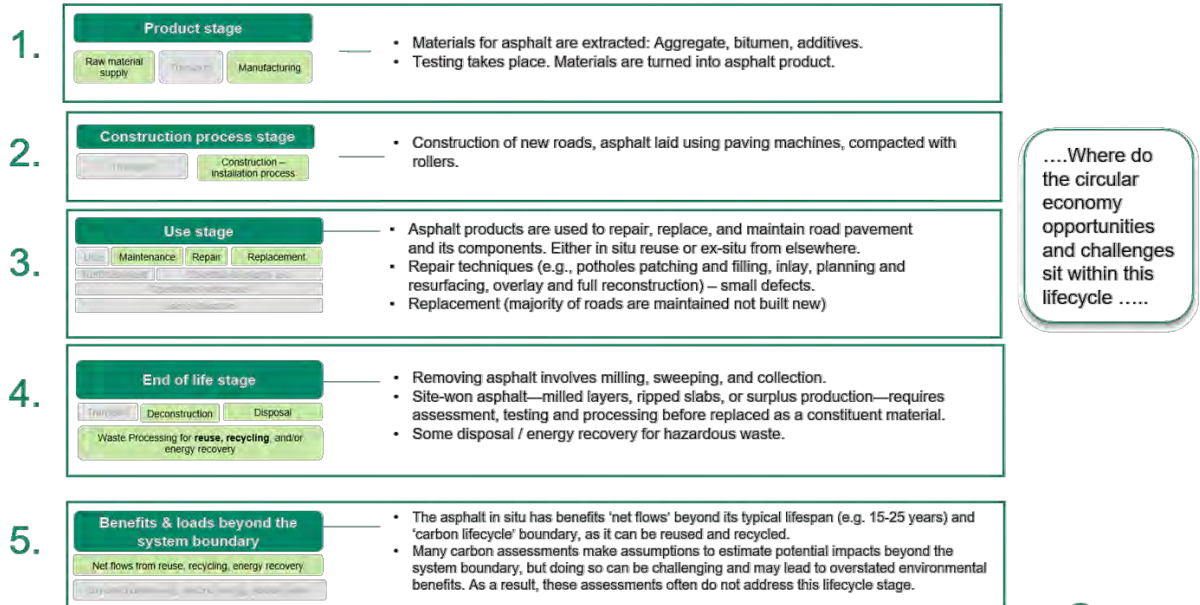 1.
Product stage
Raw material
supply
Transport
Manufacturing
• Materials for asphalt are extracted: Aggregate, bitumen, additives.
• Testing takes place. Materials are turned into asphalt product.
2.
Construction process stage
Transport
Construction –
installation process
• Construction of new roads, asphalt laid using paving machines, compacted with
rollers.
3.
Use stage
Maintenance
Repair
Replacement
• Asphalt products are used to repair, replace, and maintain road pavement
and its components. Either in situ reuse or ex-situ from elsewhere.
• Repair techniques (e.g., potholes patching and filling, inlay, planning and
resurfacing, overlay and full reconstruction) – small defects.
• Replacement (majority of roads are maintained not built new)
4.
End of life stage
Transport
Deconstruction
Disposal
Waste Processing for reuse, recycling, and/or
energy recovery
• Removing asphalt involves milling, sweeping, and collection.
• Site-won asphalt—milled layers, ripped slabs, or surplus production—requires
assessment, testing and processing before replaced as a constituent material.
• Some disposal / energy recovery for hazardous waste.
5.
Benefits & loads beyond the
system boundary
Net flows from reuse, recycling, energy recovery
• The asphalt in situ has benefits 'net flows' beyond its typical lifespan (e.g. 15-25 years) and
'carbon lifecycle' boundary, as it can be reused and recycled.
• Many carbon assessments make assumptions to estimate potential impacts beyond the
system boundary, but doing so can be challenging and may lead to overstated environmental
benefits. As a result, these assessments often do not address this lifecycle stage.
….Where do
the circular
economy
opportunities
and challenges
sit within this
lifecycle …..